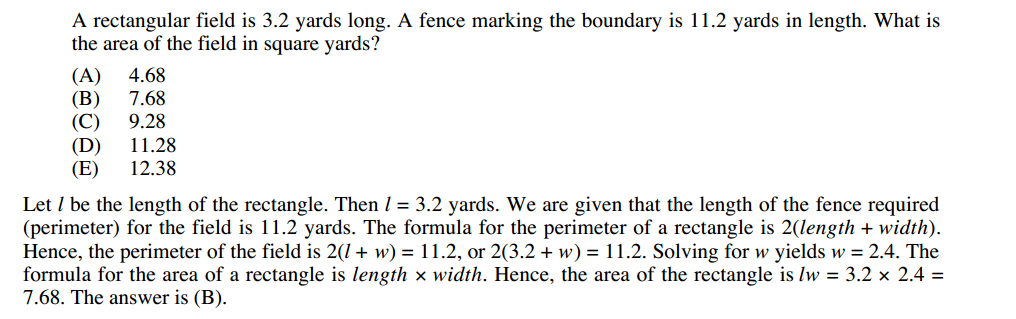 A rectangular field is 3.2 yards long. A fence marking the boundary is 11.2 yards in length. What is
the area of the field in square yards?
(A) 4.68
(B) 7.68
(C) 9.28
(D) 11.28
(E) 12.38
Let l be the length of the rectangle. Then l = 3.2 yards. We are given that the length of the fence required
(perimeter) for the field is 11.2 yards. The formula for the perimeter of a rectangle is 2(length + width).
Hence, the perimeter of the field is 2(l + w) = 11.2, or 2(3.2 + w) = 11.2. Solving for w yields w = 2.4. The
formula for the area of a rectangle is length × width. Hence, the area of the rectangle is lw = 3.2 × 2.4 =
7.68. The answer is (B).